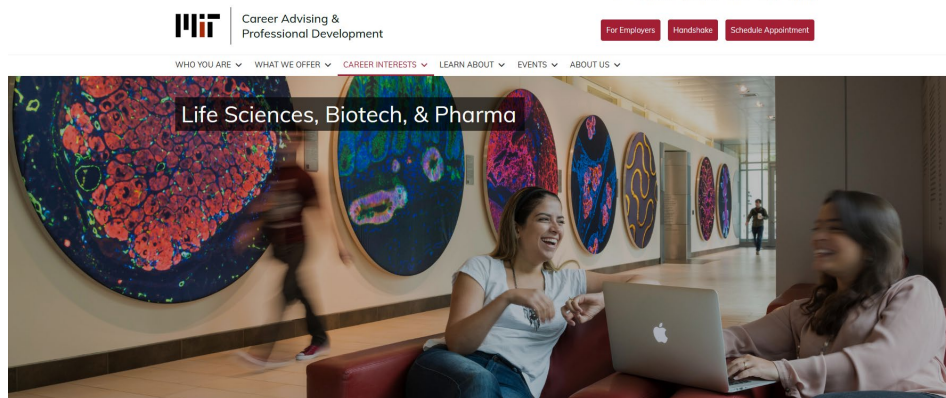 MIT
Career Advising &
Professional Development
For Employers
Handshake
Schedule Appointment
WHO YOU ARE
WHAT WE OFFER
CAREER INTERESTS
LEARN ABOUT
EVENTS
ABOUT US
Life Sciences, Biotech, & Pharma